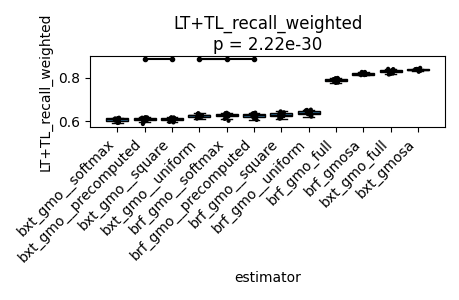 LT+TL_recall_weighted
p = 2.22e-30
LT+TL_recall_weighted
0.8
0.6
bxt_gmo__softmax
bxt_gmo__precomputed
bxt_gmo__square
bxt_gmo__uniform
brf_gmo__softmax
brf_gmo__precomputed
brf_gmo__square
brf_gmo__uniform
brf_gmo_full
brf_gmosa
bxt_gmo_full
bxt_gmosa
estimator